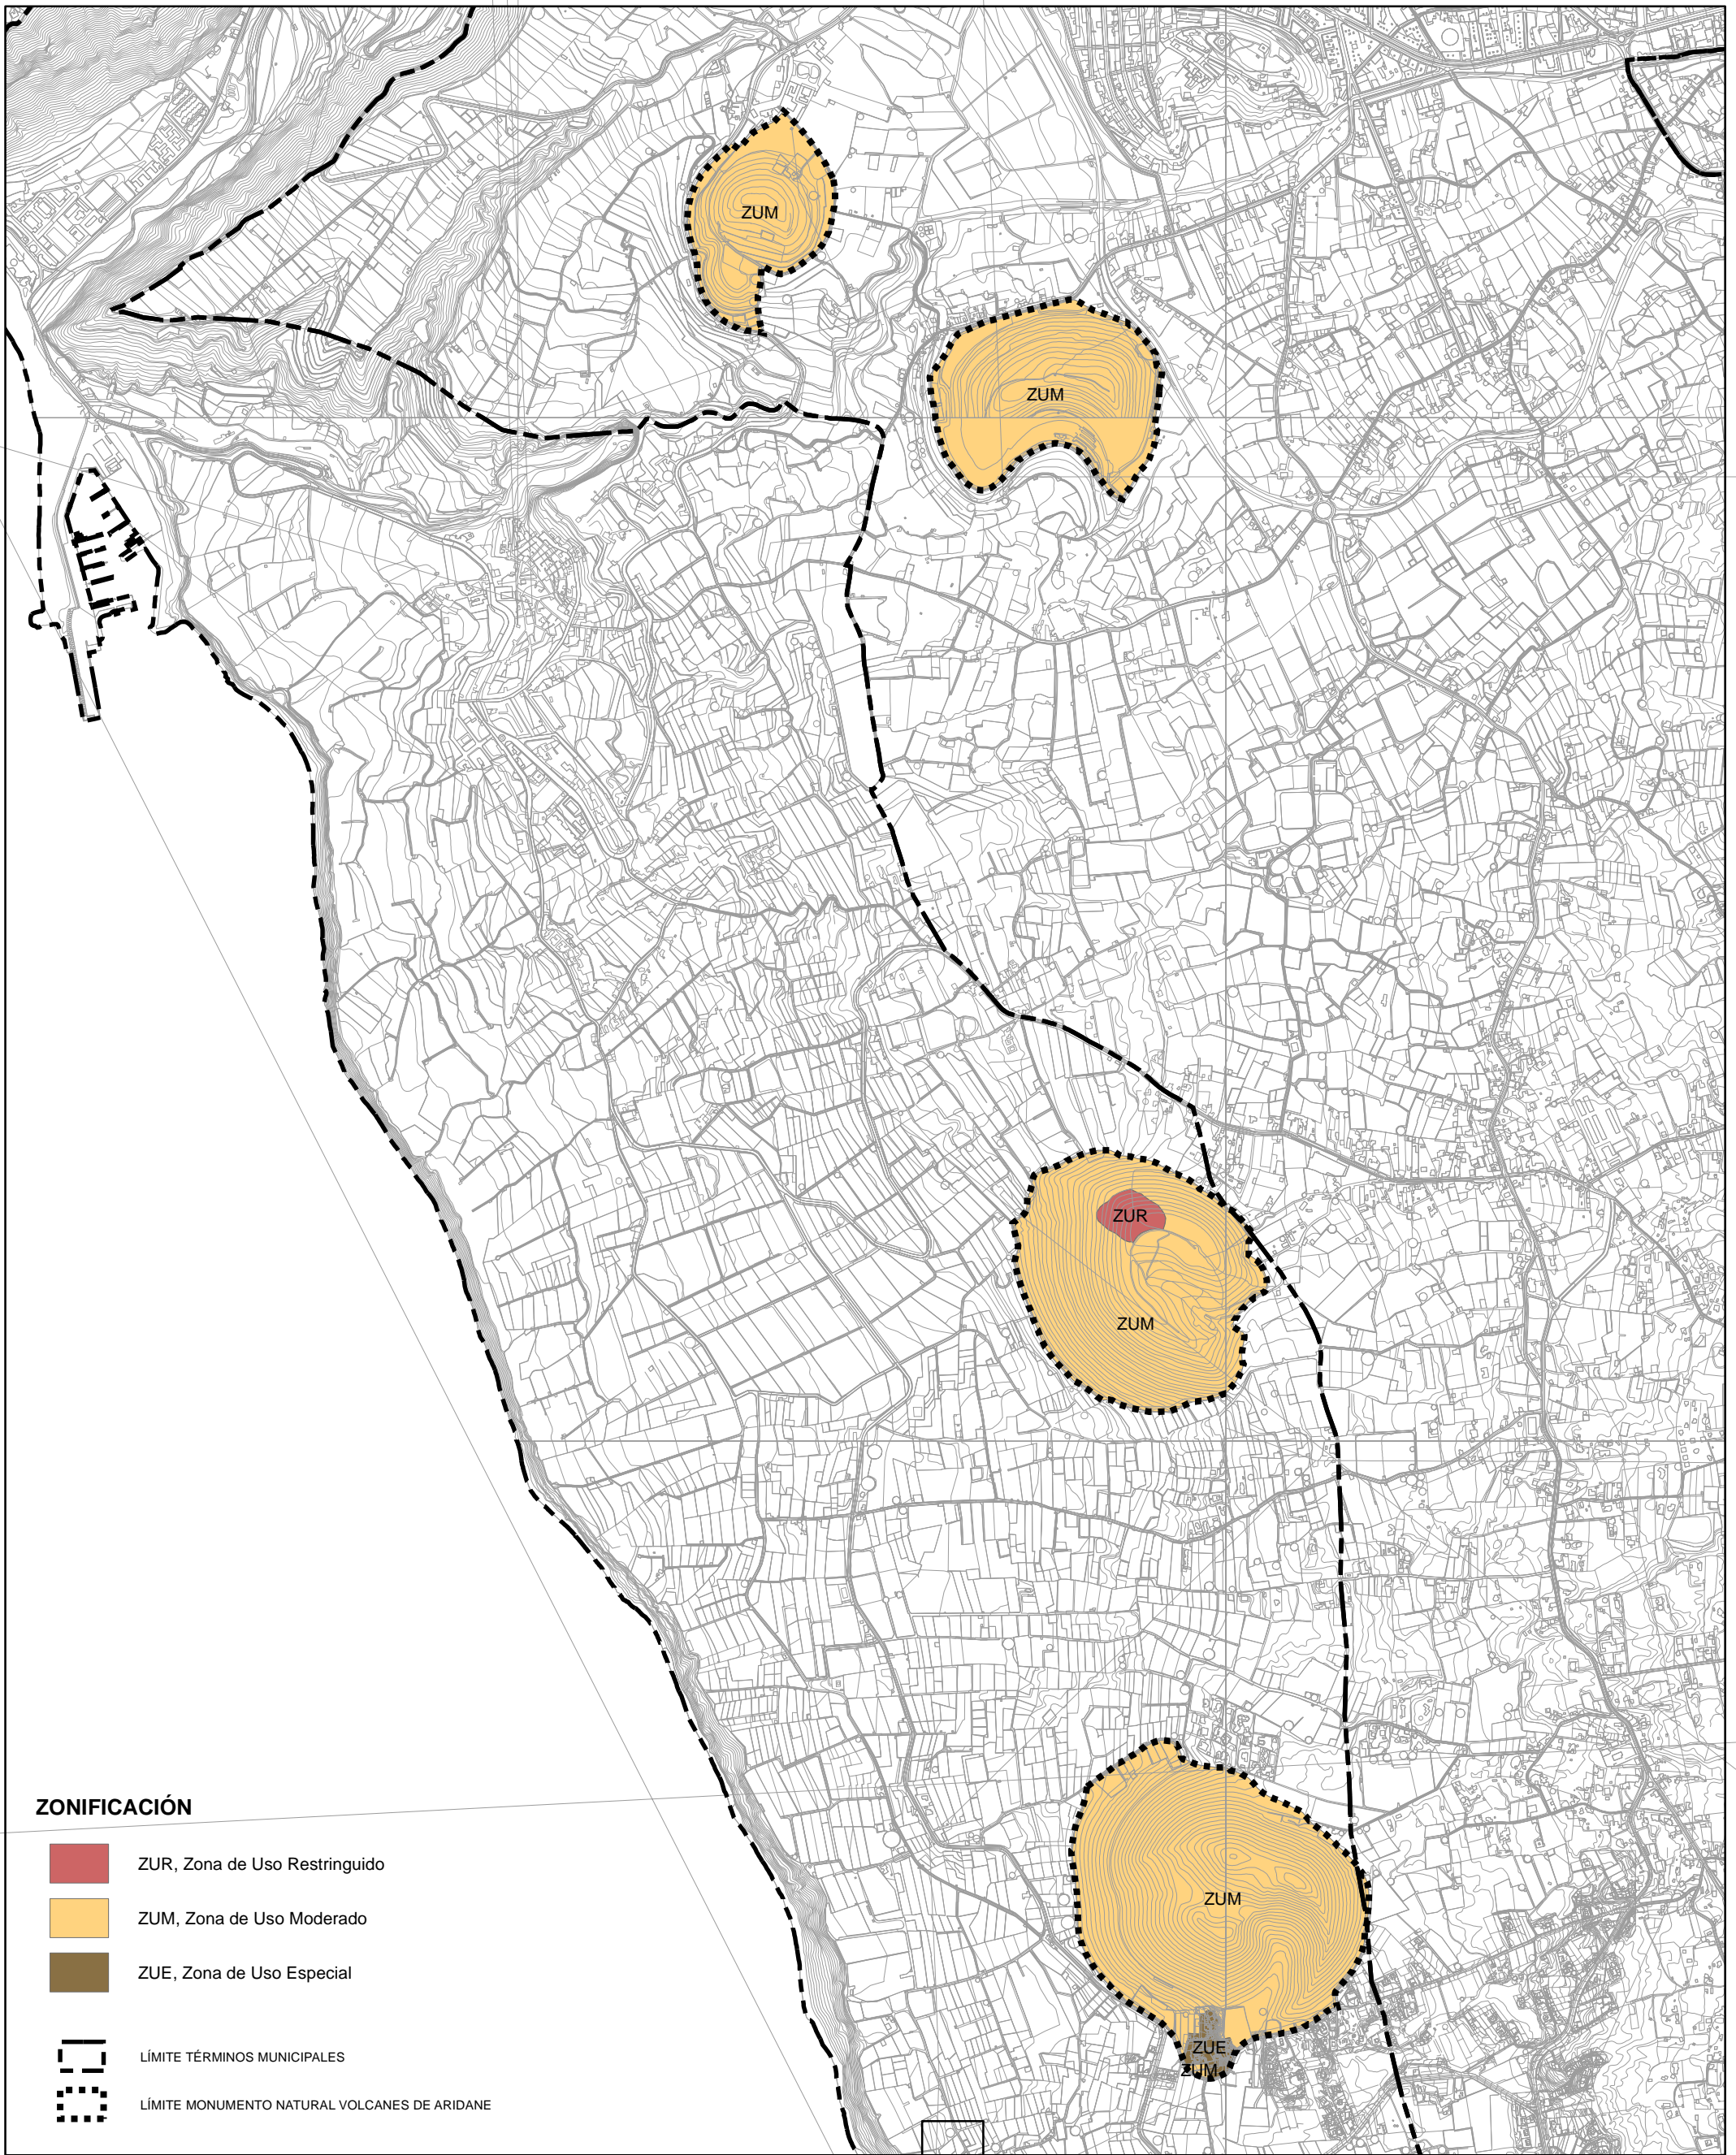 ZUM
ZUM
ZUR
ZUM
ZUM
ZUE
ZUM
ZONIFICACIÓN
ZUR, Zona de Uso Restringuido
ZUM, Zona de Uso Moderado
ZUE, Zona de Uso Especial
LÍMITE TÉRMINOS MUNICIPALES
LÍMITE MONUMENTO NATURAL VOLCANES DE ARIDANE